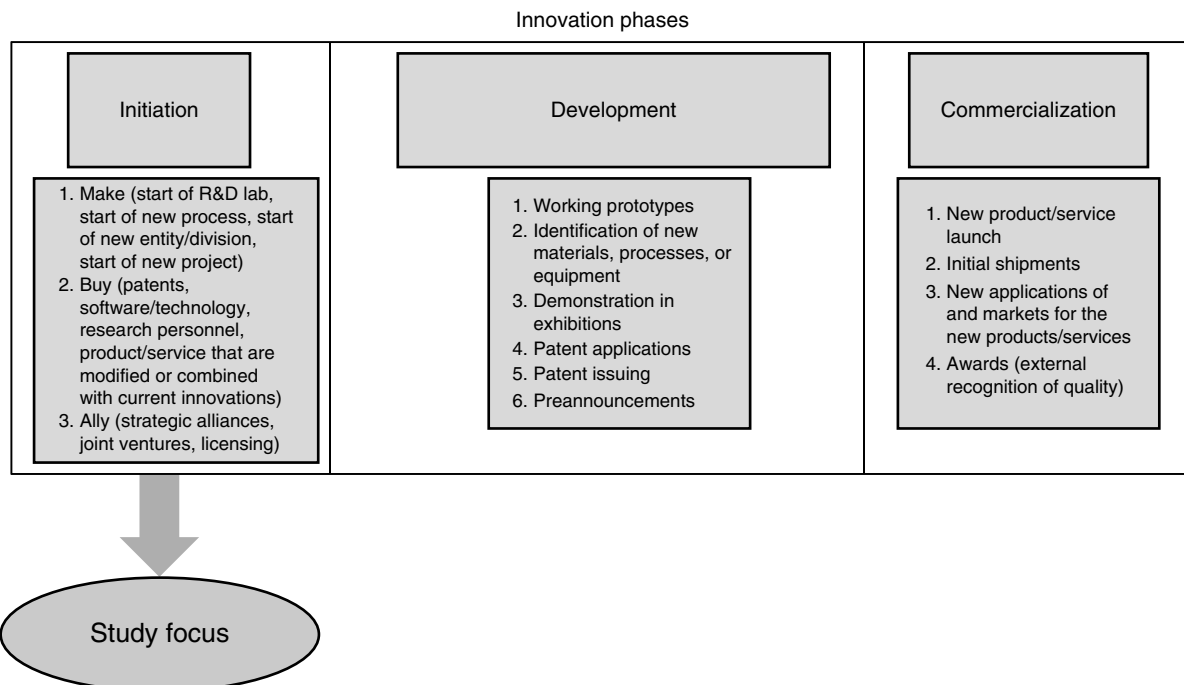 Innovation phases
Initiation
1. Make (start of R&D lab,
start of new process, start
of new entity/division,
start of new project)
2. Buy (patents,
software/technology,
research personnel,
product/service that are
modified or combined
with current innovations)
3. Ally (strategic alliances,
joint ventures, licensing)
Development
1. Working prototypes
2. Identification of new
materials, processes, or
equipment
3. Demonstration in
exhibitions
4. Patent applications
5. Patent issuing
6. Preannouncements
Commercialization
1. New product/service
launch
2. Initial shipments
3. New applications of
and markets for the
new products/services
4. Awards (external
recognition of quality)
Study focus